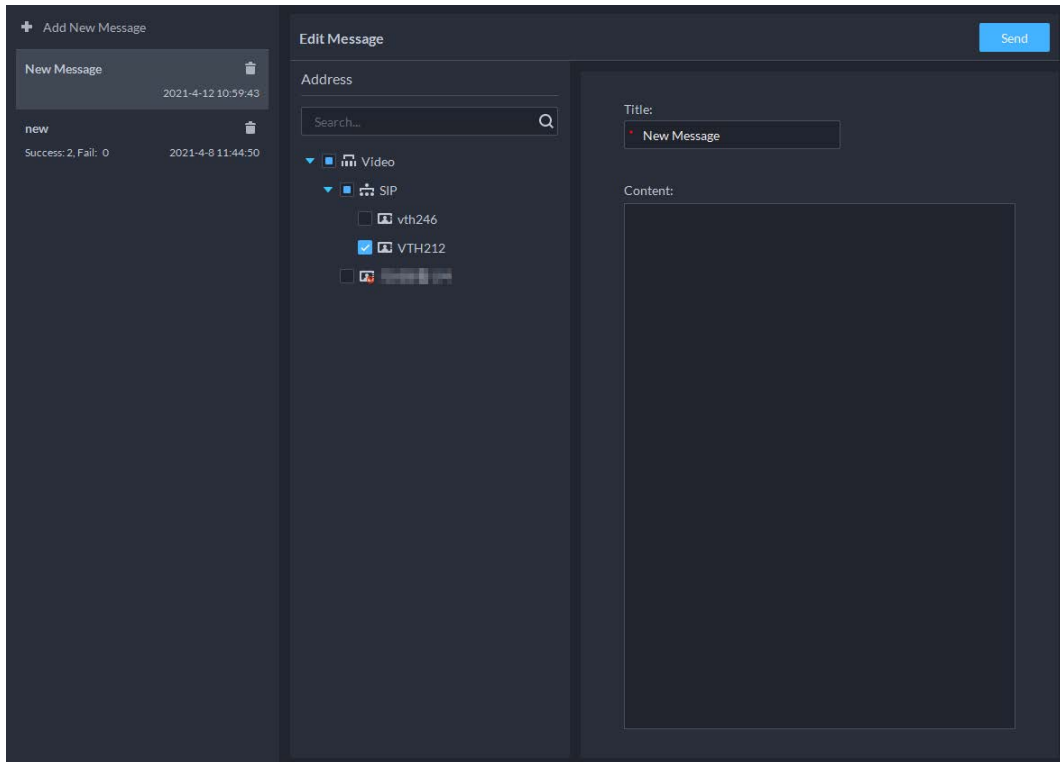 Add New Message
New Message
2021-4-12 10:59:43
new
Success: 2, Fail: 0 2021-4-8 11:44:50
Edit Message
Send
Address
Search...
Video
SIP
vth246
VTH212
Title:
* New Message
Content: